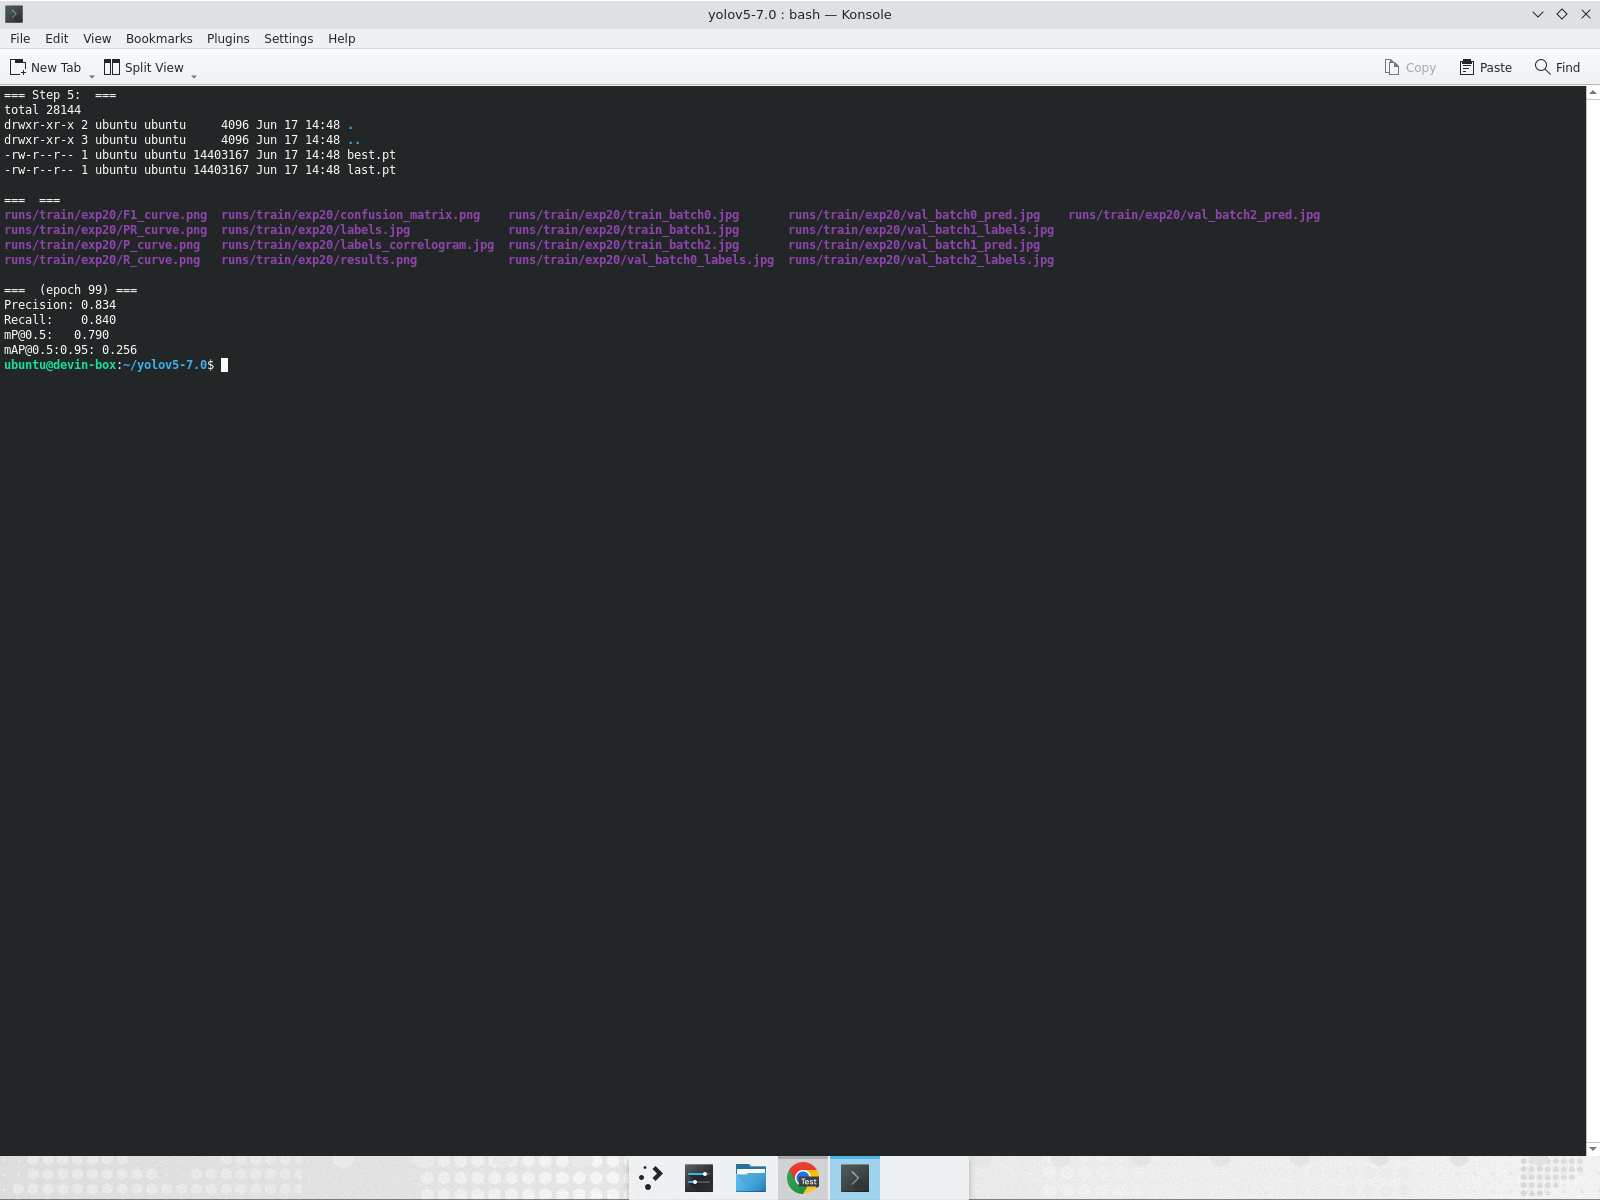 yolov5-7.0 : bash — Konsole
File Edit View Bookmarks Plugins Settings Help
New Tab Split View Copy Paste Find
=== Step 5:  ===
total 28144
drwxr-xr-x 2 ubuntu ubuntu     4096 Jun 17 14:48 .
drwxr-xr-x 3 ubuntu ubuntu     4096 Jun 17 14:48 ..
-rw-r--r-- 1 ubuntu ubuntu 14403167 Jun 17 14:48 best.pt
-rw-r--r-- 1 ubuntu ubuntu 14403167 Jun 17 14:48 last.pt
===  ===
runs/train/exp20/F1_curve.png  runs/train/exp20/confusion_matrix.png    runs/train/exp20/train_batch0.jpg       runs/train/exp20/val_batch0_pred.jpg    runs/train/exp20/val_batch2_pred.jpg
runs/train/exp20/PR_curve.png  runs/train/exp20/labels.jpg              runs/train/exp20/train_batch1.jpg       runs/train/exp20/val_batch1_labels.jpg
runs/train/exp20/P_curve.png   runs/train/exp20/labels_correlogram.jpg  runs/train/exp20/train_batch2.jpg       runs/train/exp20/val_batch1_pred.jpg
runs/train/exp20/R_curve.png   runs/train/exp20/results.png             runs/train/exp20/val_batch0_labels.jpg  runs/train/exp20/val_batch2_labels.jpg
===  (epoch 99) ===
Precision: 0.834
Recall:    0.840
mP@0.5:   0.790
mAP@0.5:0.95: 0.256
ubuntu@devin-box:~/yolov5-7.0$
Test